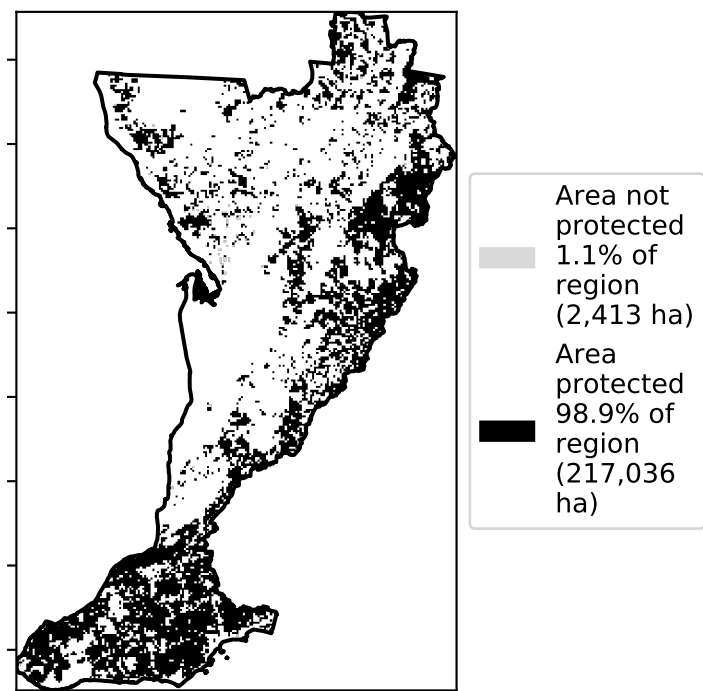 Area not
protected
1.1% of
region
(2,413 ha)
Area
protected
98.9% of
region
(217,036
ha)